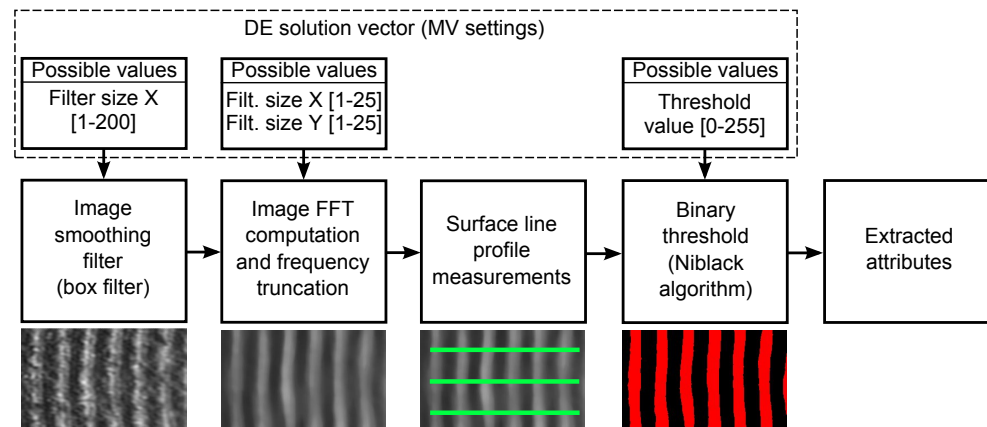 DE solution vector (MV settings)
Possible values
Filter size X
[1-200]
Possible values
Filt. size X [1-25]
Filt. size Y [1-25]
Possible values
Threshold
value [0-255]
Image
smoothing
filter
(box filter)
Image FFT
computation
and frequency
truncation
Surface line
profile
measurements
Binary
threshold
(Niblack
algorithm)
Extracted
attributes